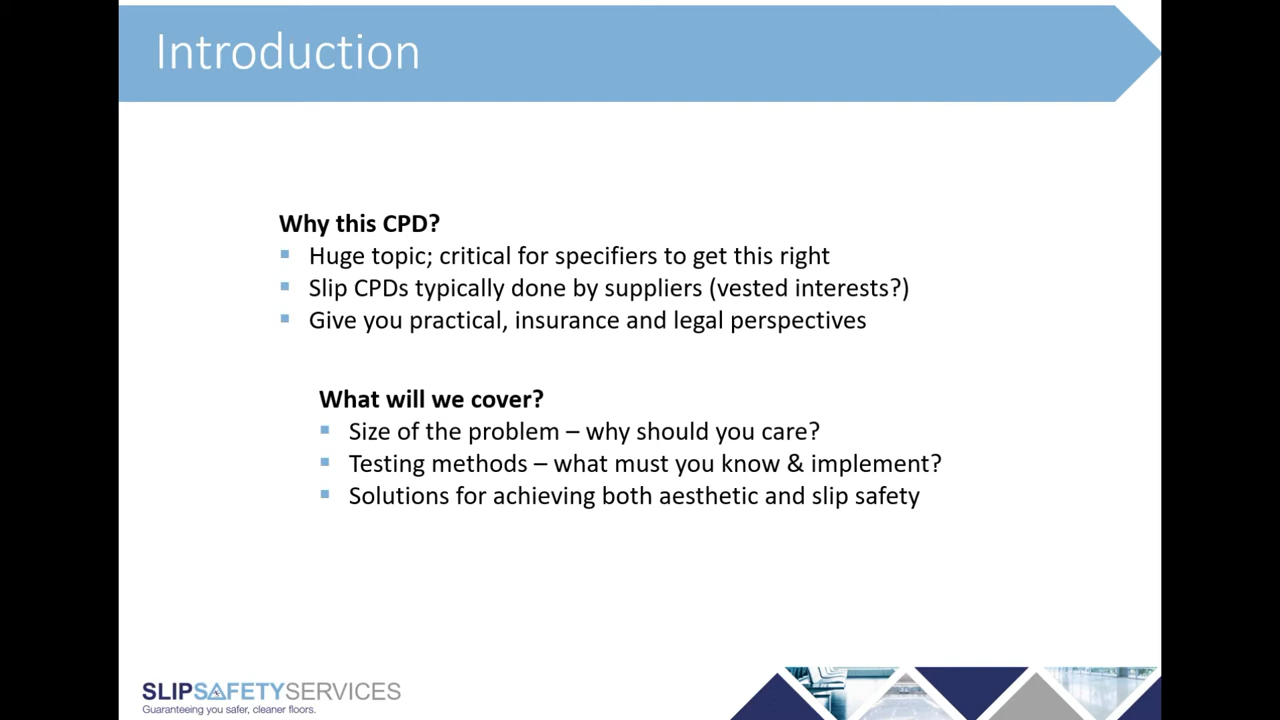 Introduction
Why this CPD?
Huge topic; critical for specifiers to get this right
Slip CPDs typically done by suppliers (vested interests?)
Give you practical, insurance and legal perspectives
What will we cover?
Size of the problem – why should you care?
Testing methods – what must you know & implement?
Solutions for achieving both aesthetic and slip safety
SLIPSAFETYSERVICES
Guaranteeing you safer, cleaner floors.